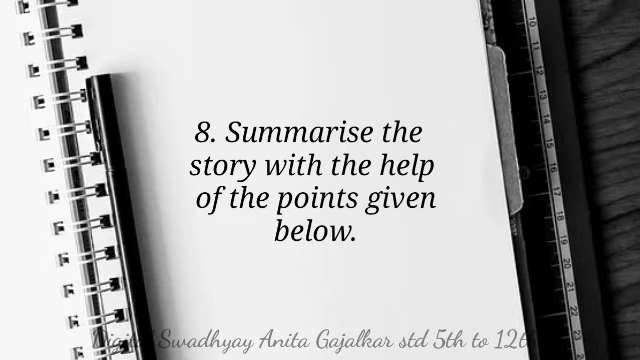 8. Summarise the
story with the help
of the points given
below.
Digital Swadhyay Anita Gajalkar std 5th to 12th